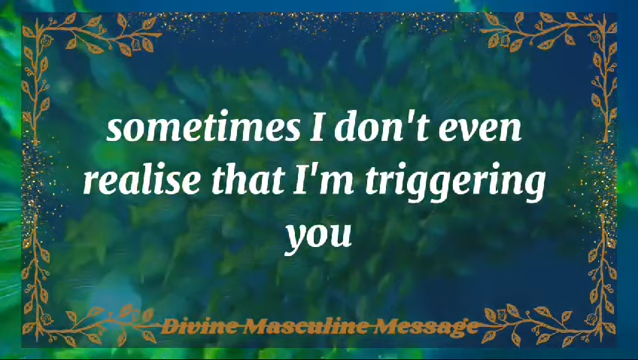 sometimes I don't even
realise that I'm triggering
you
Divine Masculine Message